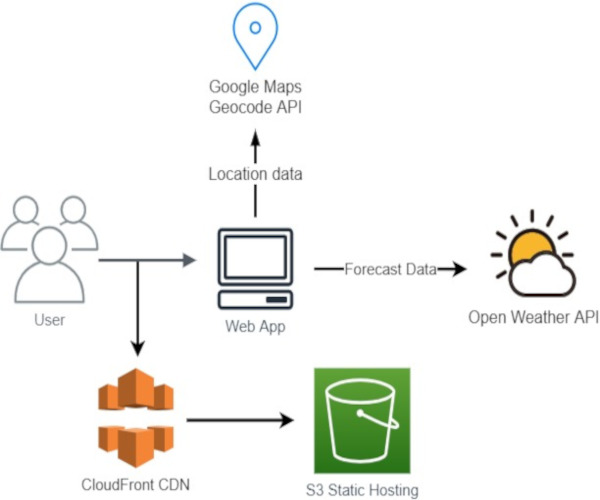 Google Maps
Geocode API
Location data
User
Web App
Forecast Data
Open Weather API
CloudFront CDN
S3 Static Hosting